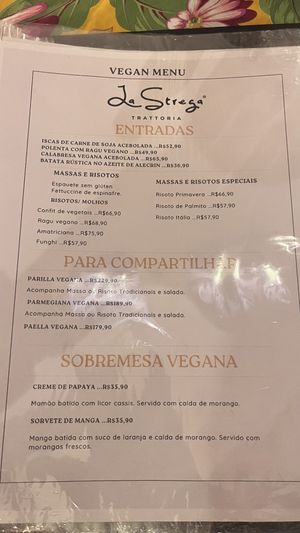 VEGAN MENU
La Strega
TRATTORIA
ENTRADAS
ISCAS DE CARNE DE SOJA ACEBOLADA ...R$52,90
POLENTA COM RAGU VEGANO ...R$49,90
CALABRESA VEGANA ACEBOLADA ...R$65,90
BATATA RÚSTICA NO AZEITE DE ALECRIN ...R$36,90
MASSAS E RISOTOS
Espaguete sem glúten.
Fettuccine de espinafre.
RISOTOS/ MOLHOS
Confit de vegetais ...R$66,90
Ragu vegano ...R$68,90
Amatriciana ...R$75,90
Funghi ...R$57,90
MASSAS E RISOTOS ESPECIAIS
Risoto Primavera ...R$66,90
Risoto de Palmito ...R$57,90
Risoto Itália ...R$57,90
PARA COMPARTILHAR
PARILLA VEGANA ...R$229,90
Acompanha Massa ou Risoto Tradicionais e salada.
PARMEGIANA VEGANA ...R$189,90
Acompanha Massa ou Risoto Tradicionais e salada.
PAELLA VEGANA ...R$179,90
SOBREMESA VEGANA
CREME DE PAPAYA ...R$35,90
Mamão batido com licor cassis. Servido com calda de morango.
SORVETE DE MANGA ...R$35,90
Manga batida com suco de laranja e calda de morango. Servido com
morangos frescos.